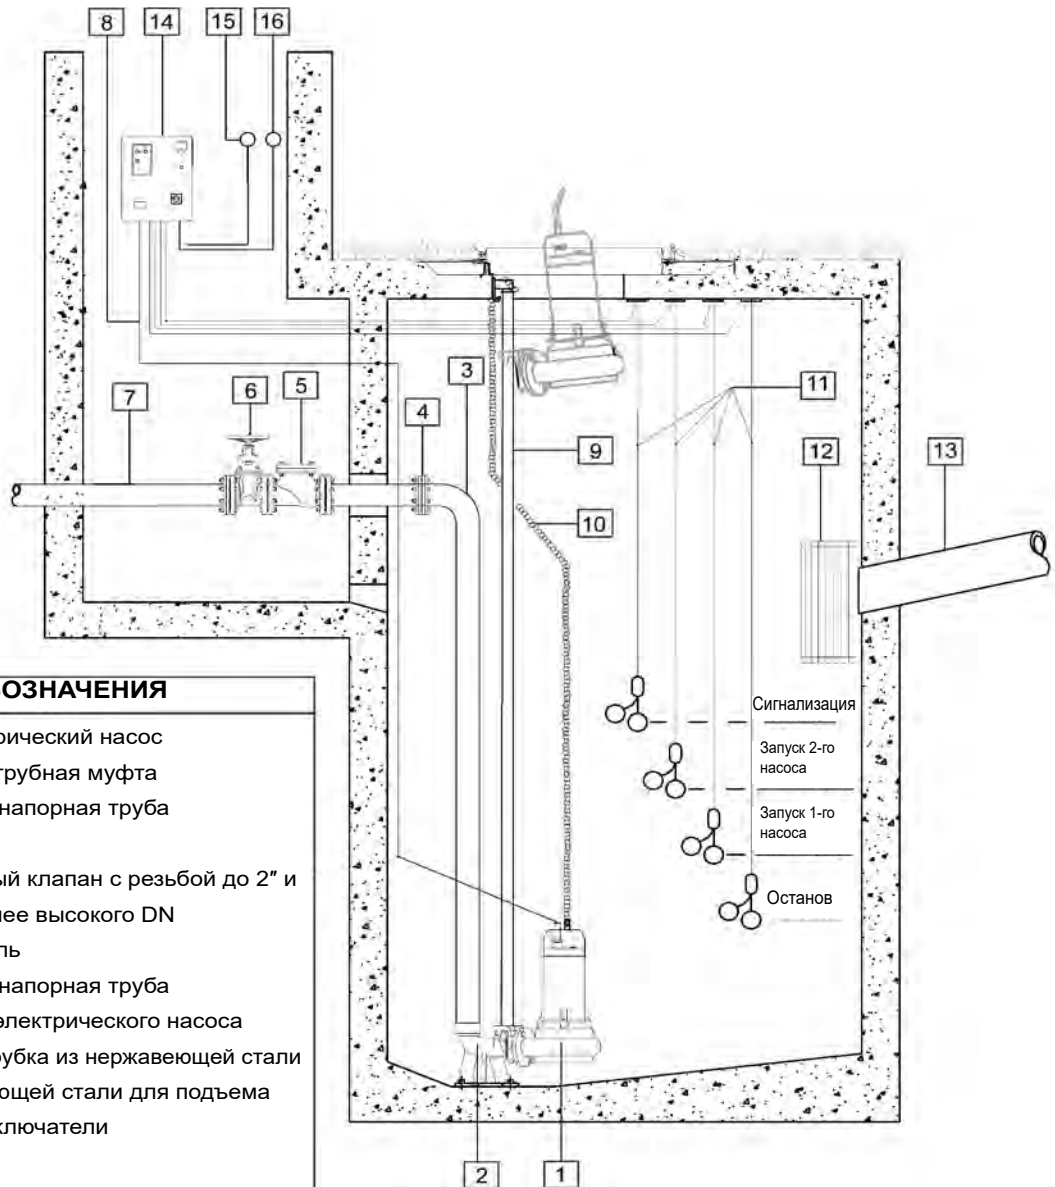 8 14 15 16
3
6 5 4 11
7
9 12 13
10
Сигнализация
Запуск 2-го
насоса
Запуск 1-го
насоса
Останов
ОЗНАЧЕНИЯ
рический насос
трубная муфта
напорная труба
ый клапан с резьбой до 2″ и
нее высокого DN
ль
напорная труба
электрического насоса
рубка из нержавеющей стали
ющей стали для подъема
ключатели
2 1